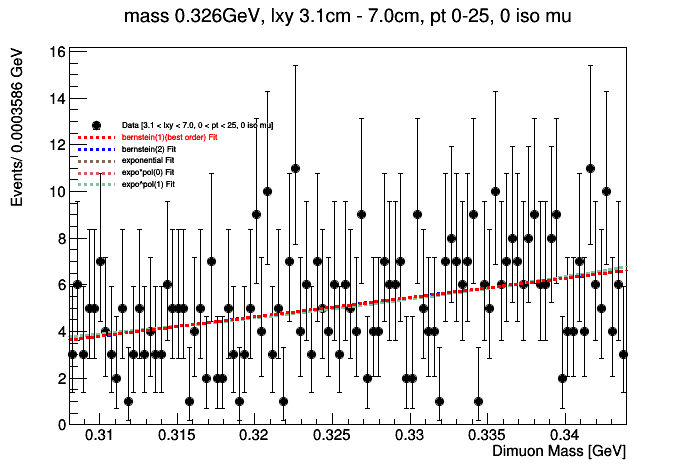 mass 0.326GeV, lxy 3.1cm - 7.0cm, pt 0-25, 0 iso mu
Events/ 0.0003586 GeV
16
14
12
10
8
6
4
2
0
Data [3.1 < lxy < 7.0, 0 < pt < 25, 0 iso mu]
bernstein(1)(best order) Fit
bernstein(2) Fit
exponential Fit
expo*pol(0) Fit
expo*pol(1) Fit
0.31 0.315 0.32 0.325 0.33 0.335 0.34
Dimuon Mass [GeV]